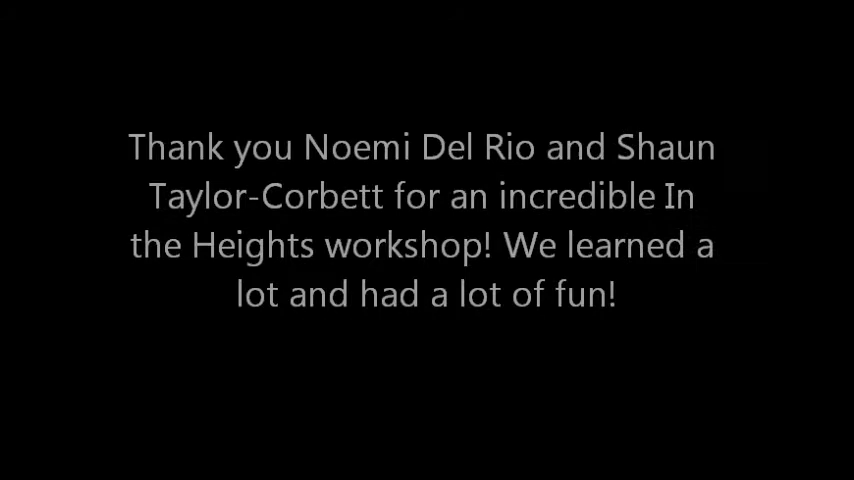 Thank you Noemi Del Rio and Shaun
Taylor-Corbett for an incredible In
the Heights workshop! We learned a
lot and had a lot of fun!